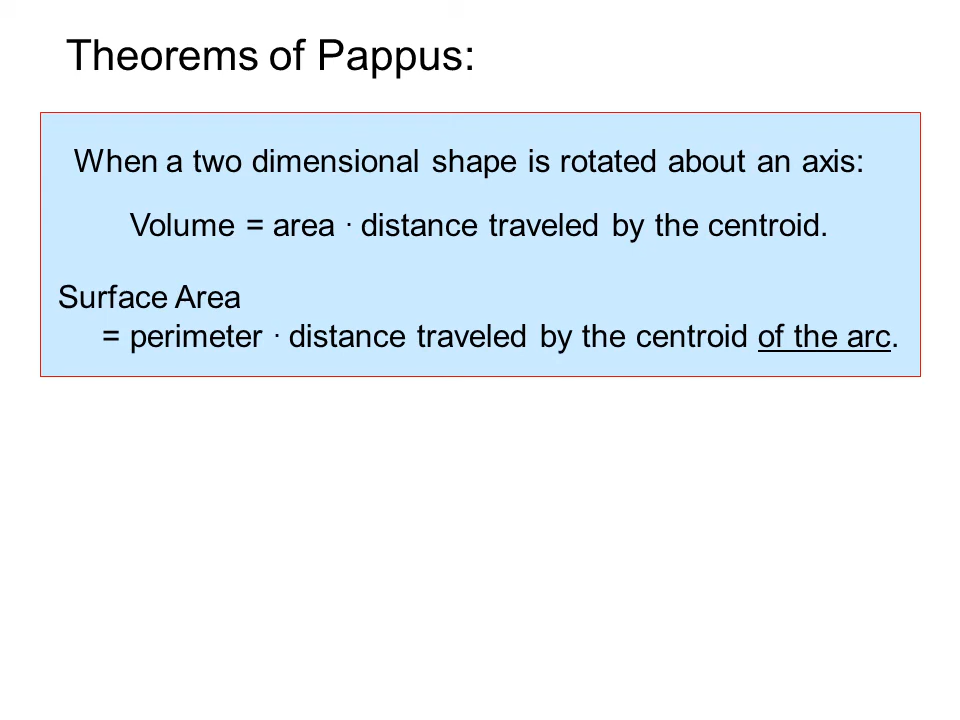 Theorems of Pappus:
When a two dimensional shape is rotated about an axis:
Volume = area · distance traveled by the centroid.
Surface Area
= perimeter · distance traveled by the centroid of the arc.